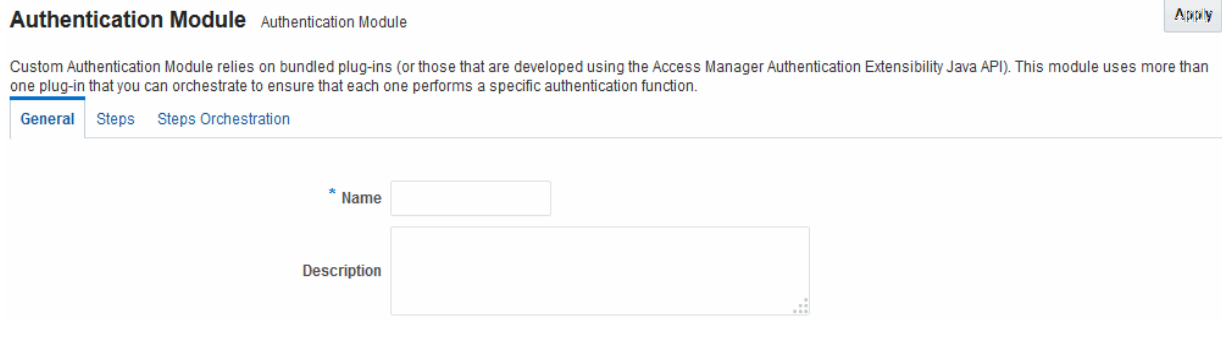 Authentication Module Authentication Module Apply
Custom Authentication Module relies on bundled plug-ins (or those that are developed using the Access Manager Authentication Extensibility Java API). This module uses more than
one plug-in that you can orchestrate to ensure that each one performs a specific authentication function.
General Steps Steps Orchestration
* Name
Description